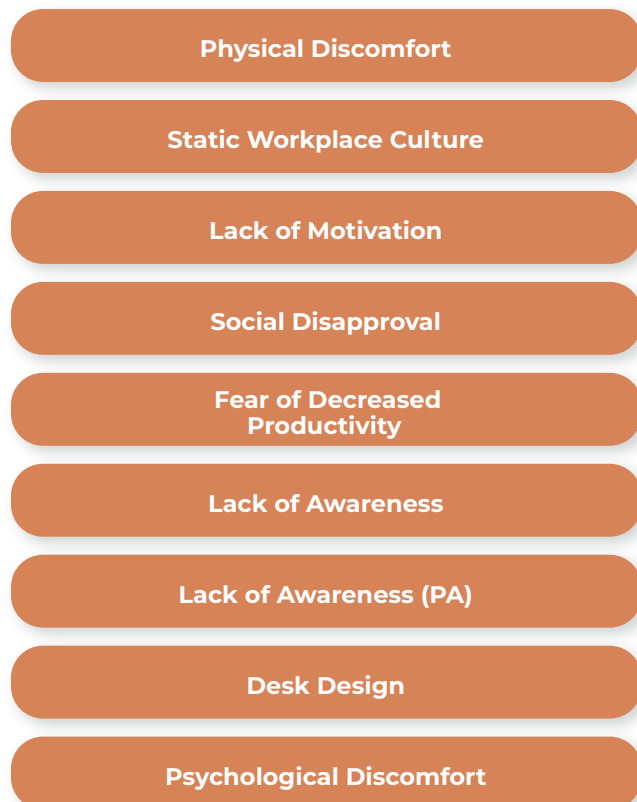 Physical Discomfort
Static Workplace Culture
Lack of Motivation
Social Disapproval
Fear of Decreased
Productivity
Lack of Awareness
Lack of Awareness (PA)
Desk Design
Psychological Discomfort